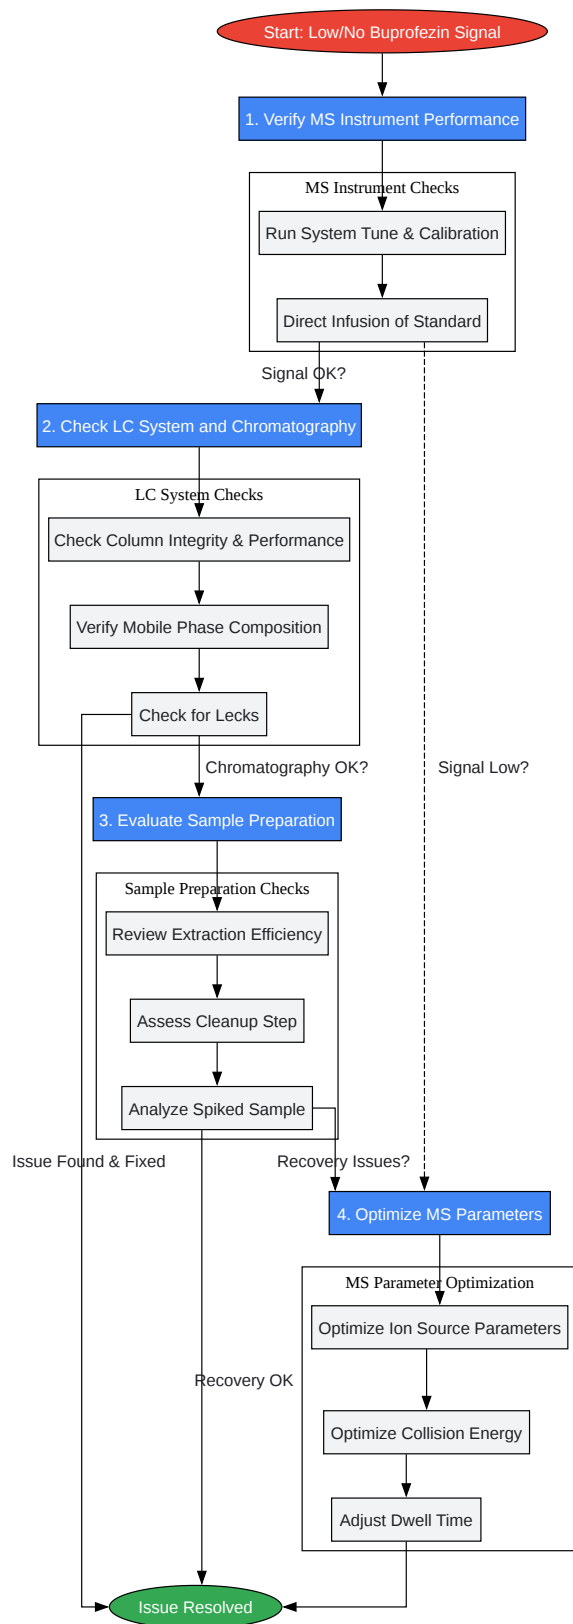 Start: Low/No Buprofezin Signal
1. Verify MS Instrument Performance
MS Instrument Checks
Run System Tune & Calibration
Direct Infusion of Standard
Signal OK?
2. Check LC System and Chromatography
LC System Checks
Check Column Integrity & Performance
Verify Mobile Phase Composition
Check for Lecks
Chromatography OK?
Signal Low?
3. Evaluate Sample Preparation
Sample Preparation Checks
Review Extraction Efficiency
Assess Cleanup Step
Analyze Spiked Sample
Issue Found & Fixed
Recovery Issues?
4. Optimize MS Parameters
MS Parameter Optimization
Optimize Ion Source Parameters
Recovery OK
Optimize Collision Energy
Adjust Dwell Time
Issue Resolved